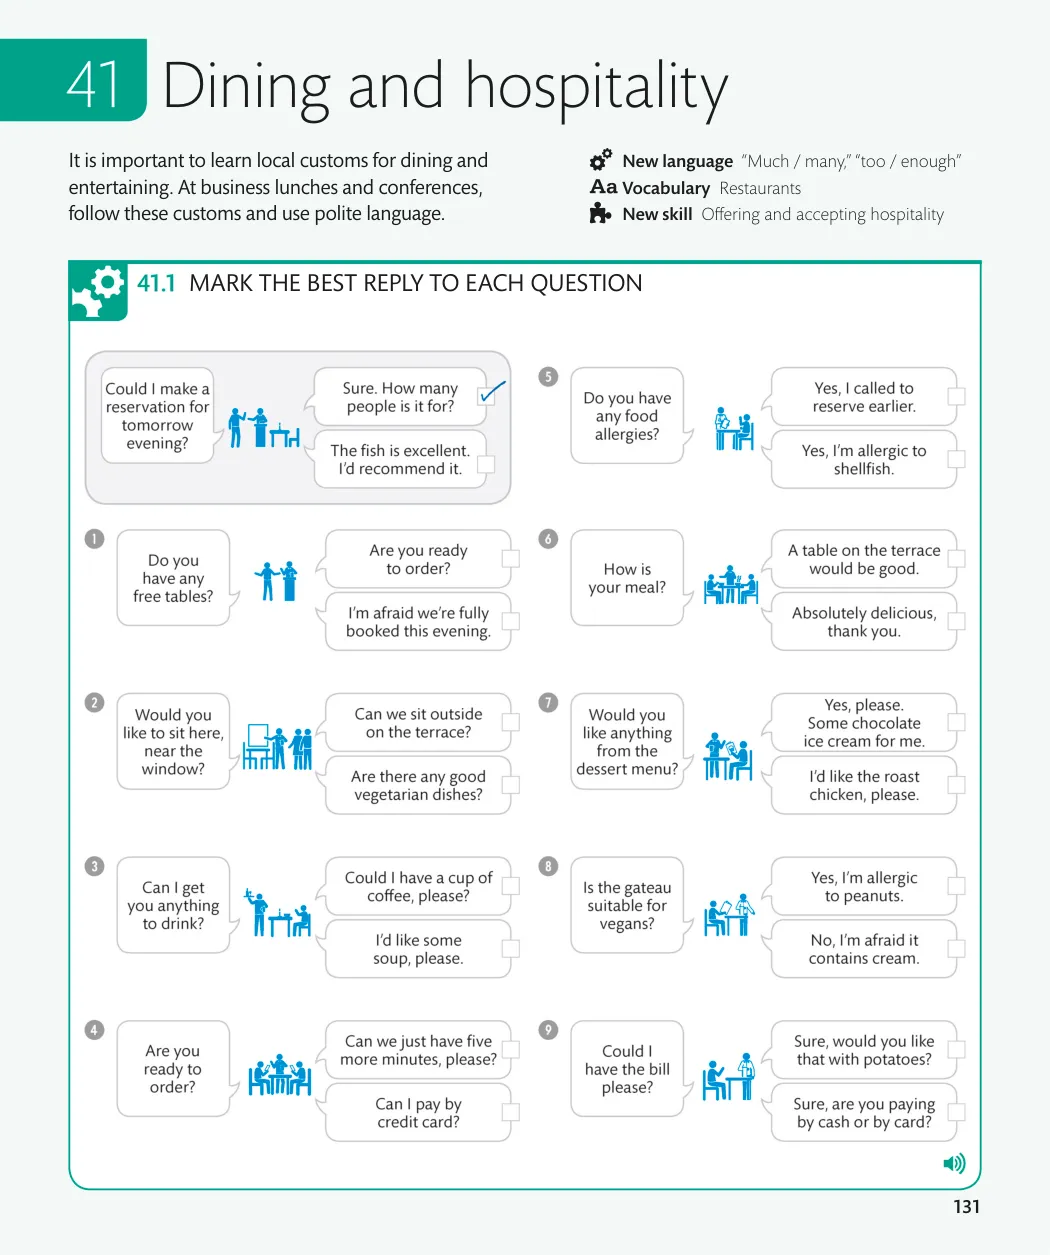 41 Dining and hospitality
It is important to learn local customs for dining and
entertaining. At business lunches and conferences,
follow these customs and use polite language.
New language "Much / many," "too / enough"
Aa Vocabulary Restaurants
New skill Offering and accepting hospitality
41.1 MARK THE BEST REPLY TO EACH QUESTION
Could I make a
reservation for
tomorrow
evening?
Sure. How many
people is it for?
The fish is excellent.
I'd recommend it.
1
Do you
have any
free tables?
Are you ready
to order?
I'm afraid we're fully
booked this evening.
2
Would you
like to sit here,
near the
window?
Can we sit outside
on the terrace?
Are there any good
vegetarian dishes?
3
Can I get
you anything
to drink?
Could I have a cup of
coffee, please?
I'd like some
soup, please.
4
Are you
ready to
order?
Can we just have five
more minutes, please?
Can I pay by
credit card?
5
Do you have
any food
allergies?
Yes, I called to
reserve earlier.
Yes, I'm allergic to
shellfish.
6
How is
your meal?
A table on the terrace
would be good.
Absolutely delicious,
thank you.
7
Would you
like anything
from the
dessert menu?
Yes, please.
Some chocolate
ice cream for me.
I'd like the roast
chicken, please.
8
Is the gateau
suitable for
vegans?
Yes, I'm allergic
to peanuts.
No, I'm afraid it
contains cream.
9
Could I
have the bill
please?
Sure, would you like
that with potatoes?
Sure, are you paying
by cash or by card?
131